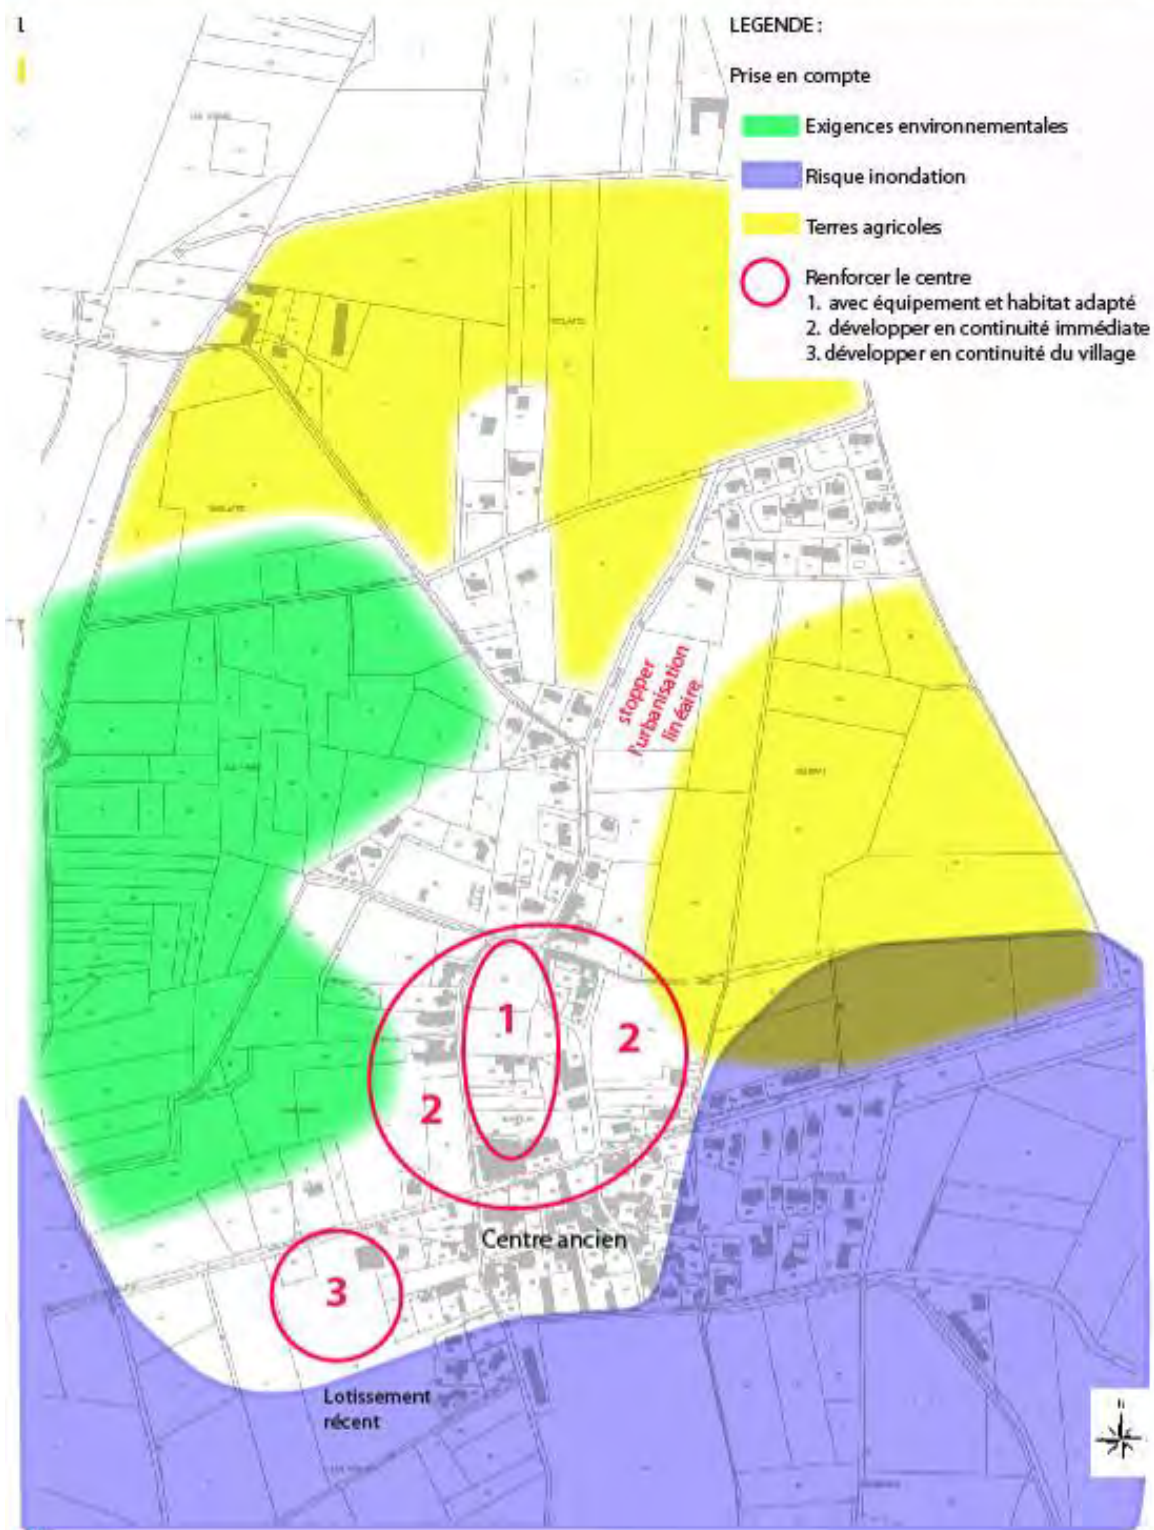 LEGENDE :
Prise en compte
Exigences environnementales
Risque inondation
Terres agricoles
Renforcer le centre
1. avec équipement et habitat adapté
2. développer en continuité immédiate
3. développer en continuité du village
stopper
l'urbanisation
linéaire
1
2
2
Centre ancien
3
Lotissement
récent